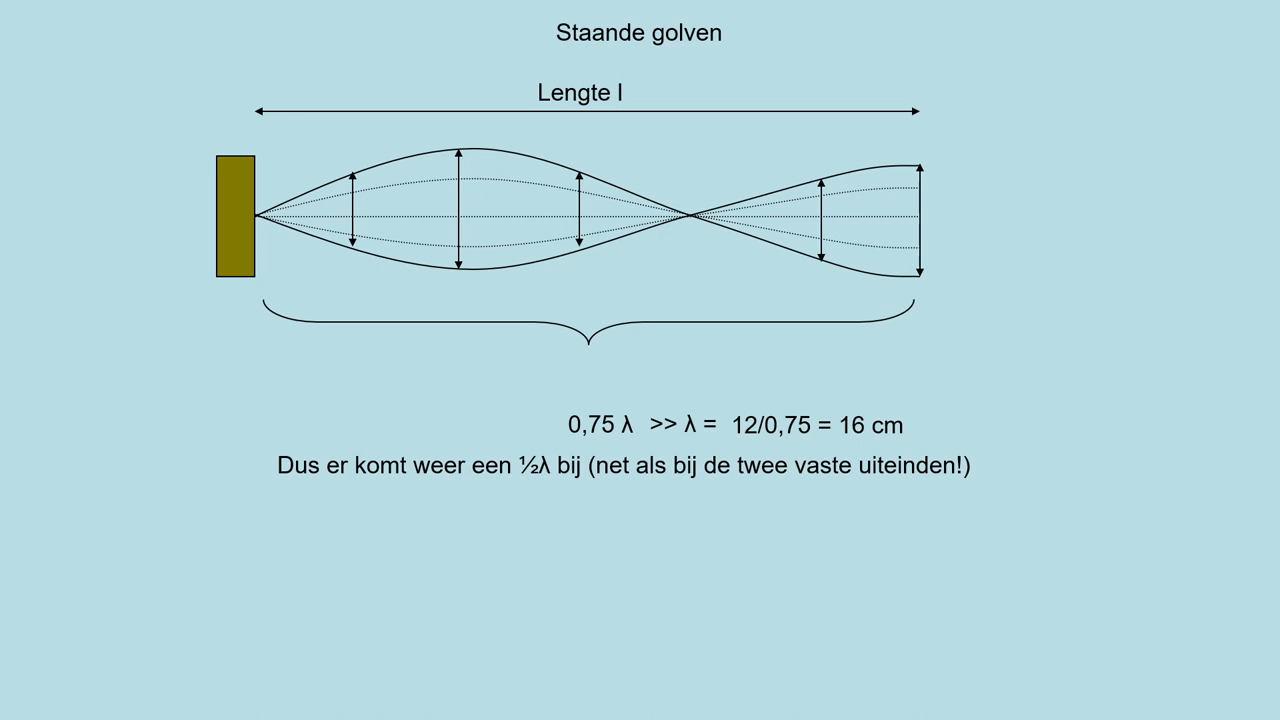 Staande golven
Lengte l
0,75 λ >> λ = 12/0,75 = 16 cm
Dus er komt weer een ½λ bij (net als bij de twee vaste uiteinden!)